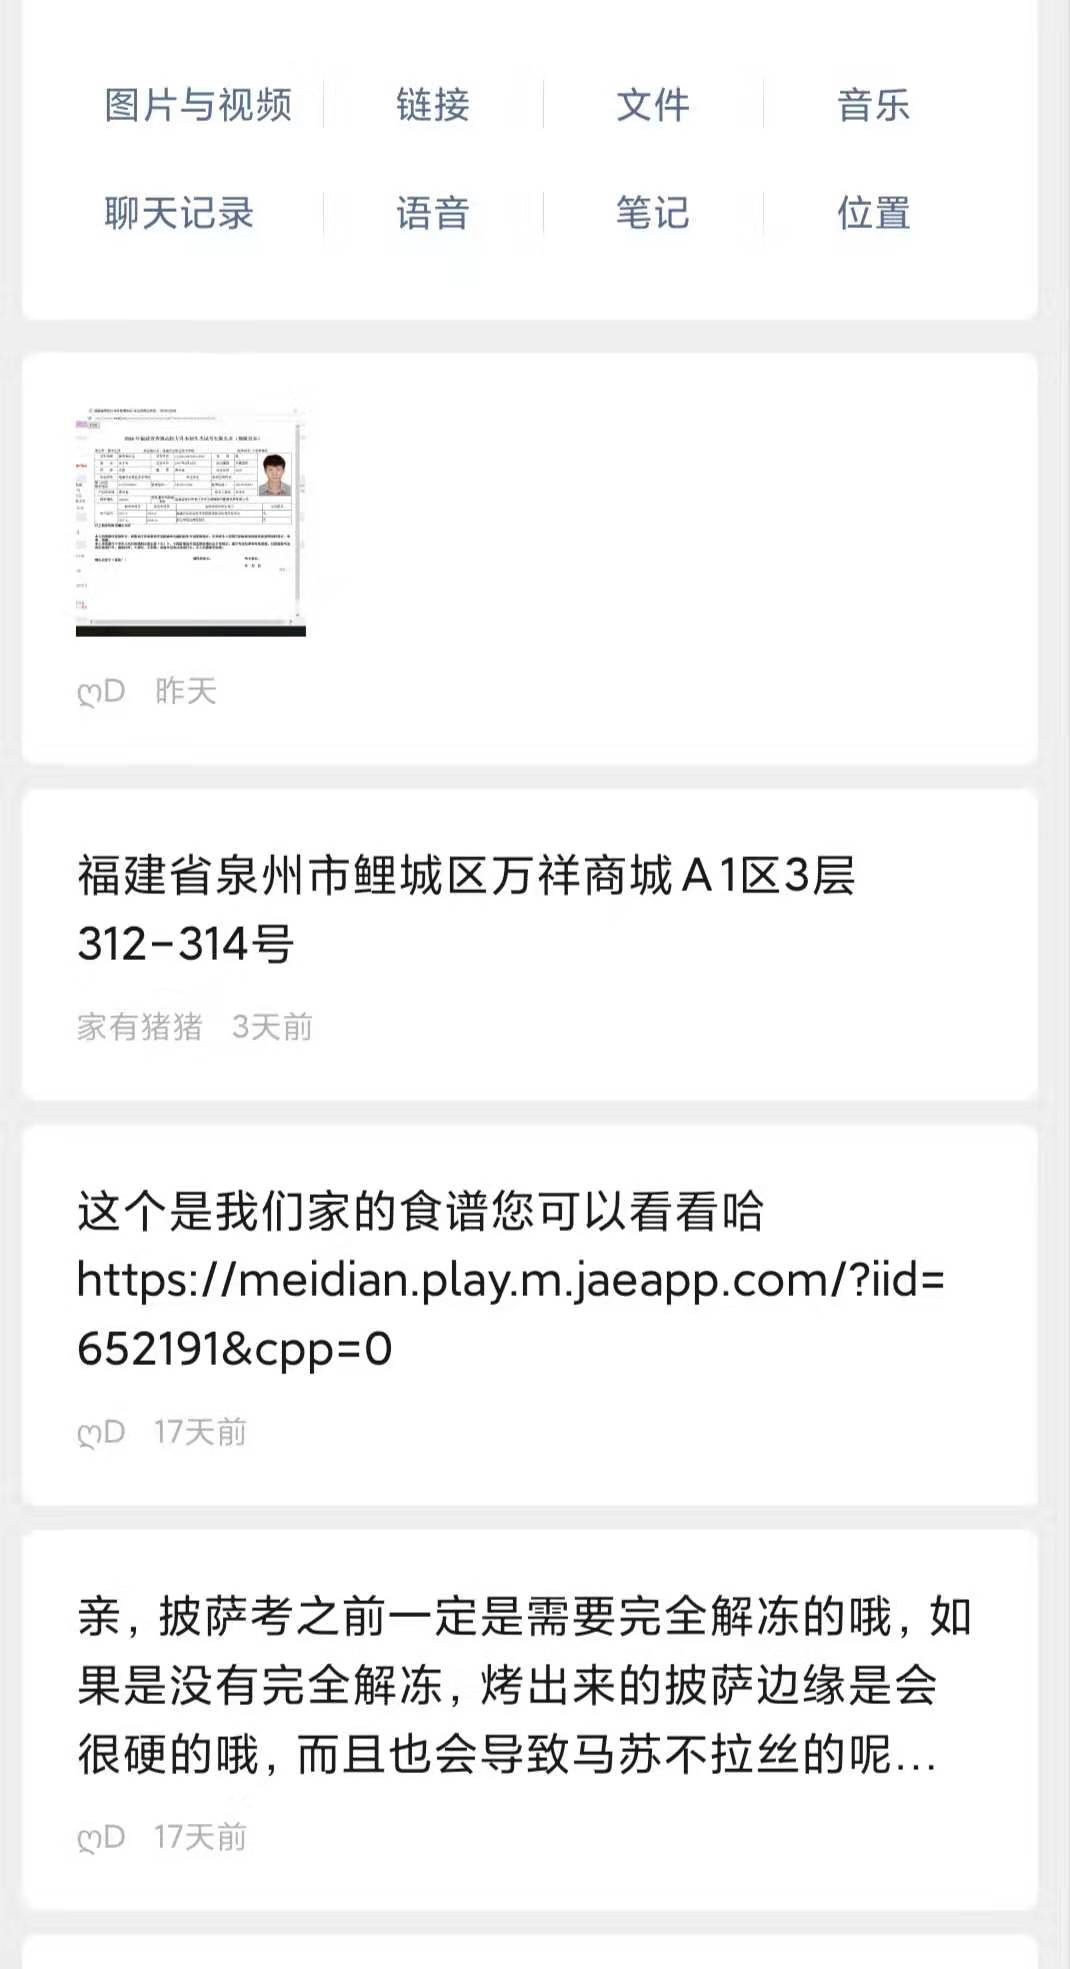 图片与视频 链接 文件 音乐
聊天记录 语音 笔记 位置
ღD 昨天
福建省泉州市鲤城区万祥商城A1区3层
312-314号
家有猪猪 3天前
这个是我们家的食谱您可以看看哈
https://meidian.play.m.jaeapp.com/?iid=
652191&cpp=0
ღD 17天前
亲,披萨考之前一定是需要完全解冻的哦,如
果是没有完全解冻,烤出来的披萨边缘是会
很硬的哦,而且也会导致马苏不拉丝的呢...
ღD 17天前